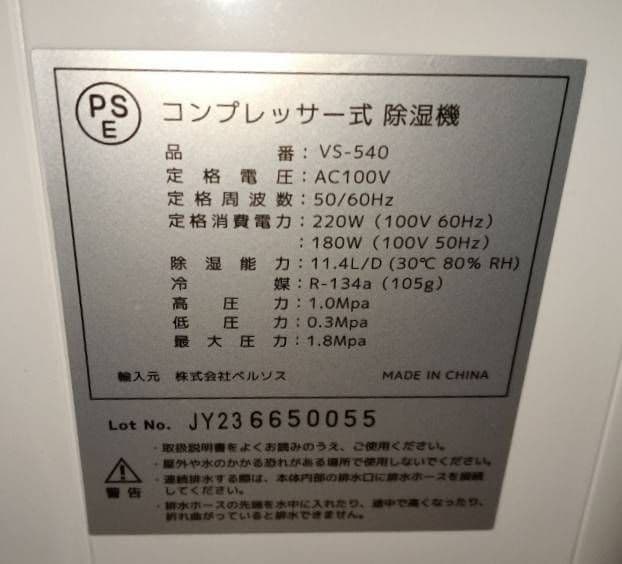 PS
E
コンプレッサー式 除湿機
品番：VS-540
定格電圧：AC100V
定格周波数：50/60Hz
定格消費電力：220W（100V 60Hz）
：180W（100V 50Hz）
除湿能力：11.4L/D (30℃ 80% RH)
冷媒：R-134a（105g）
高圧力：1.0Mpa
低圧力：0.3Mpa
最大圧力：1.8Mpa
輸入元 株式会社ベルソス MADE IN CHINA
Lot No. JY236650055
・取扱説明書をよくお読みのうえ、ご使用ください。
・屋外や水のかかる恐れがある場所で使用しないでください。
・連続排水する際は、本体内部の排水口に排水ホースを接続
してください。
警告
・排水ホースの先端を水中に入れたり、途中で高くなったり、
折れ曲がっていると排水できません。